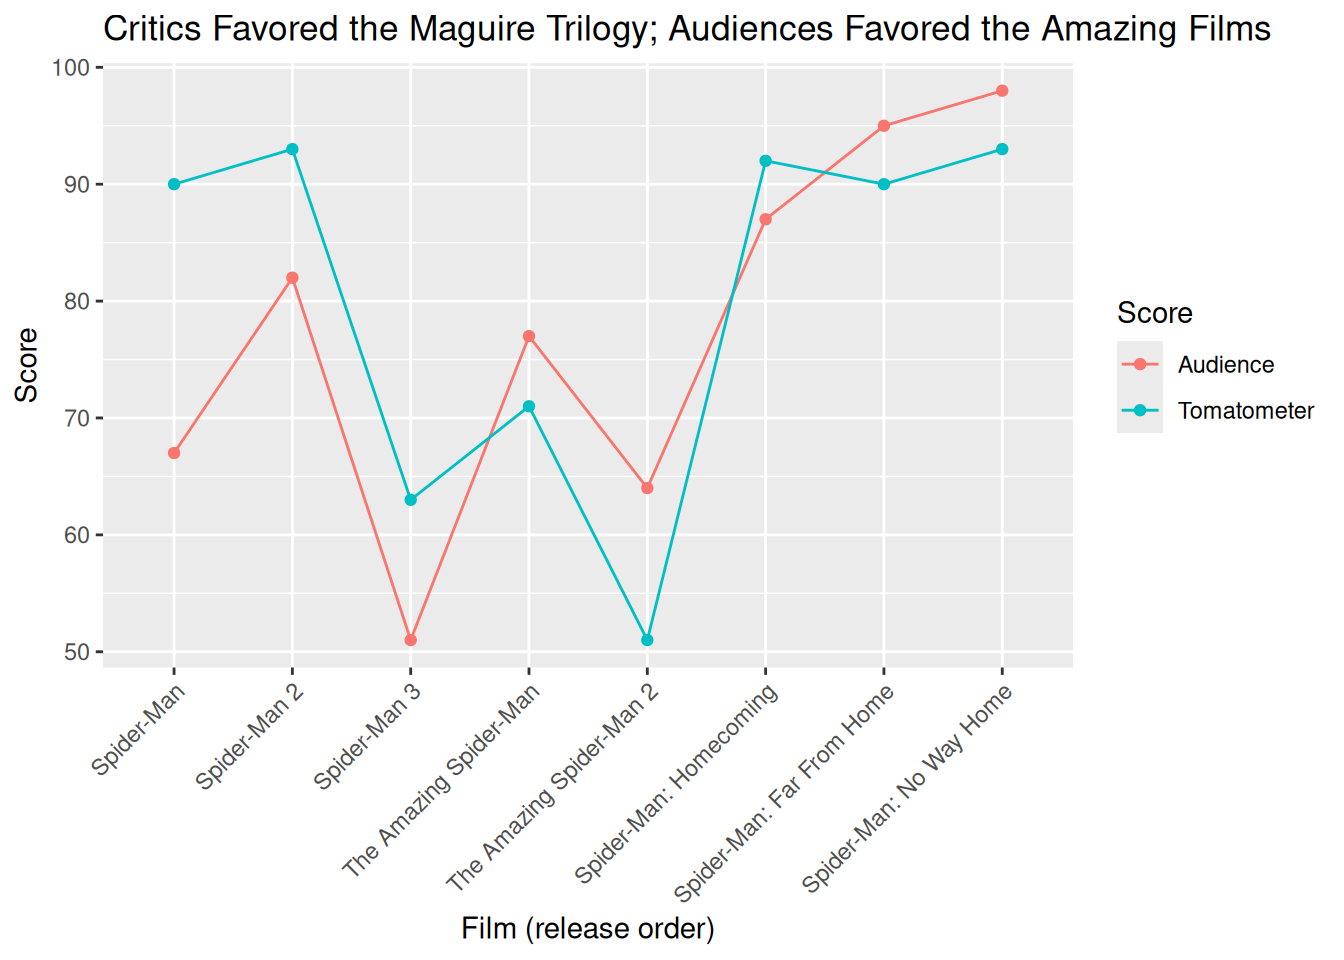 Critics Favored the Maguire Trilogy; Audiences Favored the Amazing Films
100
90
80
70
60
50
Score
Spider-Man
Spider-Man 2
Spider-Man 3
The Amazing Spider-Man
The Amazing Spider-Man 2
Spider-Man: Homecoming
Spider-Man: Far From Home
Spider-Man: No Way Home
Film (release order)
Score
Audience
Tomatometer